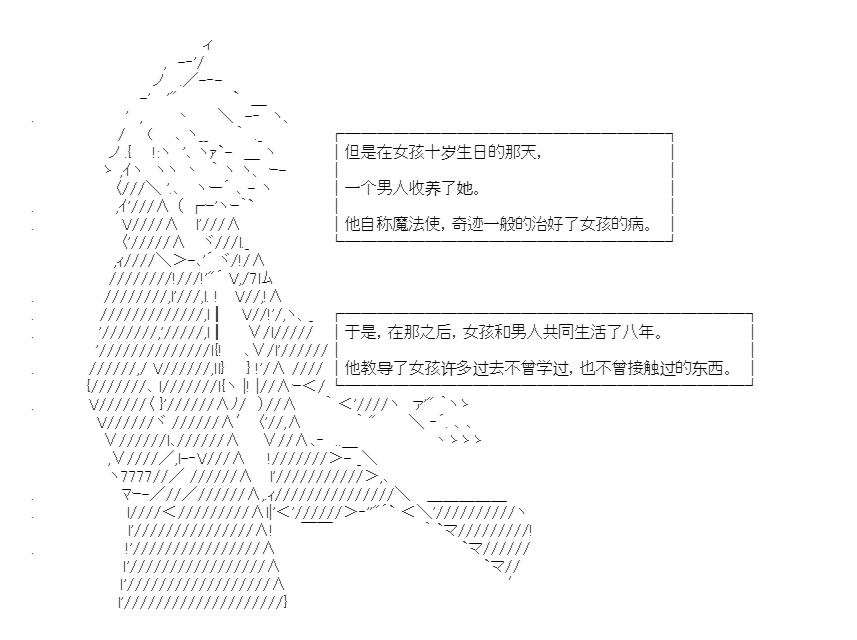 但是在女孩十岁生日的那天，
一个男人收养了她。
他自称魔法使，奇迹一般的治好了女孩的病。
于是，在那之后，女孩和男人共同生活了八年。
他教导了女孩许多过去不曾学过，也不曾接触过的东西。